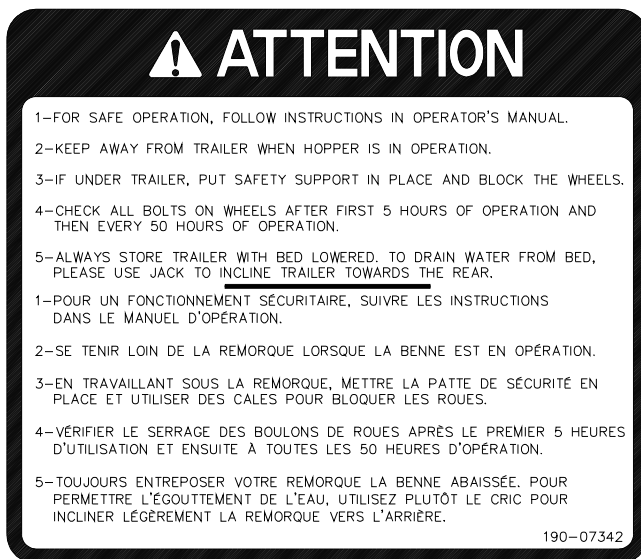 ATTENTION
1-FOR SAFE OPERATION, FOLLOW INSTRUCTIONS IN OPERATOR'S MANUAL.
2-KEEP AWAY FROM TRAILER WHEN HOPPER IS IN OPERATION.
3-IF UNDER TRAILER, PUT SAFETY SUPPORT IN PLACE AND BLOCK THE WHEELS.
4-CHECK ALL BOLTS ON WHEELS AFTER FIRST 5 HOURS OF OPERATION AND
THEN EVERY 50 HOURS OF OPERATION.
5-ALWAYS STORE TRAILER WITH BED LOWERED. TO DRAIN WATER FROM BED,
PLEASE USE JACK TO INCLINE TRAILER TOWARDS THE REAR.
1-POUR UN FONCTIONNEMENT SÉCURITAIRE, SUIVRE LES INSTRUCTIONS
DANS LE MANUEL D'OPÉRATION.
2-SE TENIR LOIN DE LA REMORQUE LORSQUE LA BENNE EST EN OPÉRATION.
3-EN TRAVAILLANT SOUS LA REMORQUE, METTRE LA PATTE DE SÉCURITÉ EN
PLACE ET UTILISER DES CALES POUR BLOQUER LES ROUES.
4-VÉRIFIER LE SERRAGE DES BOULONS DE ROUES APRÈS LE PREMIER 5 HEURES
D'UTILISATION ET ENSUITE À TOUTES LES 50 HEURES D'OPÉRATION.
5-TOUJOURS ENTREPOSER VOTRE REMORQUE LA BENNE ABAISSÉE. POUR
PERMETTRE L'ÉGOUTTEMENT DE L'EAU, UTILISEZ PLUTÔT LE CRIC POUR
INCLINER LÉGÈREMENT LA REMORQUE VERS L'ARRIÈRE.
190-07342